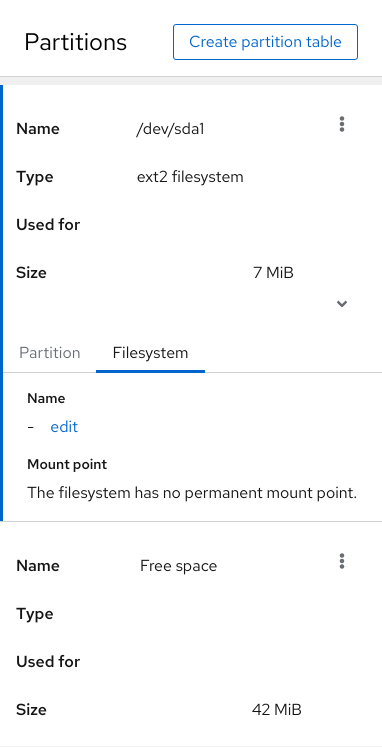 Partitions Create partition table
Name /dev/sda1
Type ext2 filesystem
Used for
Size 7 MiB
Partition Filesystem
Name
- edit
Mount point
The filesystem has no permanent mount point.
Name Free space
Type
Used for
Size 42 MiB